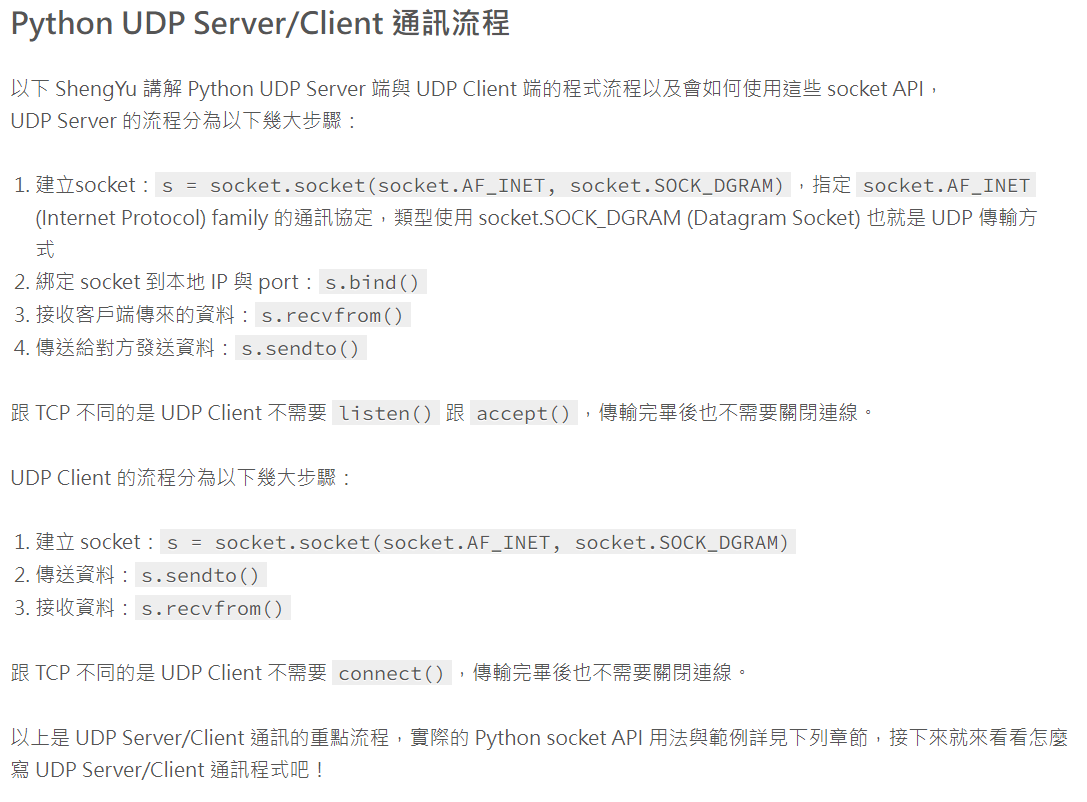 Python UDP Server/Client 通訊流程
以下 ShengYu 講解 Python UDP Server 端與 UDP Client 端的程式流程以及會如何使用這些 socket API，
UDP Server 的流程分為以下幾大步驟：
1. 建立socket：s = socket.socket(socket.AF_INET, socket.SOCK_DGRAM)，指定 socket.AF_INET
(Internet Protocol) family 的通訊協定，類型使用 socket.SOCK_DGRAM (Datagram Socket) 也就是 UDP 傳輸方
式
2. 綁定 socket 到本地 IP 與 port：s.bind()
3. 接收客戶端傳來的資料：s.recvfrom()
4. 傳送給對方發送資料：s.sendto()
跟 TCP 不同的是 UDP Client 不需要 listen() 跟 accept()，傳輸完畢後也不需要關閉連線。
UDP Client 的流程分為以下幾大步驟：
1. 建立 socket：s = socket.socket(socket.AF_INET, socket.SOCK_DGRAM)
2. 傳送資料：s.sendto()
3. 接收資料：s.recvfrom()
跟 TCP 不同的是 UDP Client 不需要 connect()，傳輸完畢後也不需要關閉連線。
以上是 UDP Server/Client 通訊的重點流程，實際的 Python socket API 用法與範例詳見下列章節，接下來就來看看怎麼
寫 UDP Server/Client 通訊程式吧！